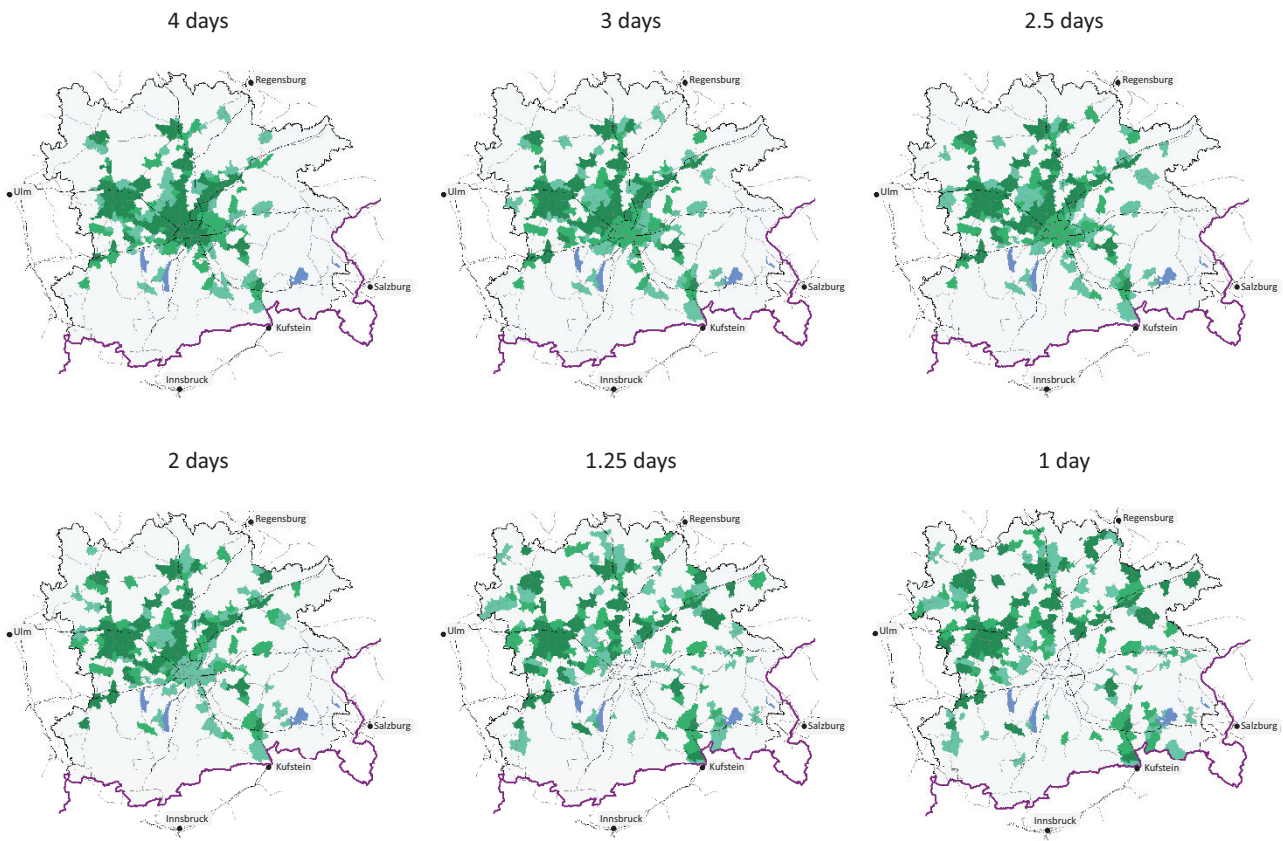 4 days
3 days
2.5 days
Regensburg
Regensburg
Regensburg
Ulm
Ulm
Ulm
Salzburg
Salzburg
Salzburg
Kufstein
Kufstein
Kufstein
Innsbruck
Innsbruck
Innsbruck
2 days
1.25 days
1 day
Regensburg
Regensburg
Regensburg
Ulm
Ulm
Ulm
Salzburg
Salzburg
Salzburg
Kufstein
Kufstein
Kufstein
Innsbruck
Innsbruck
Innsbruck